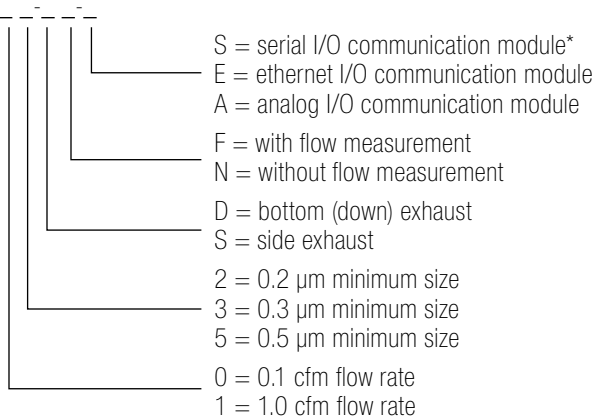 S = serial I/O communication module*
E = ethernet I/O communication module
A = analog I/O communication module
F = with flow measurement
N = without flow measurement
D = bottom (down) exhaust
S = side exhaust
2 = 0.2 μm minimum size
3 = 0.3 μm minimum size
5 = 0.5 μm minimum size
0 = 0.1 cfm flow rate
1 = 1.0 cfm flow rate